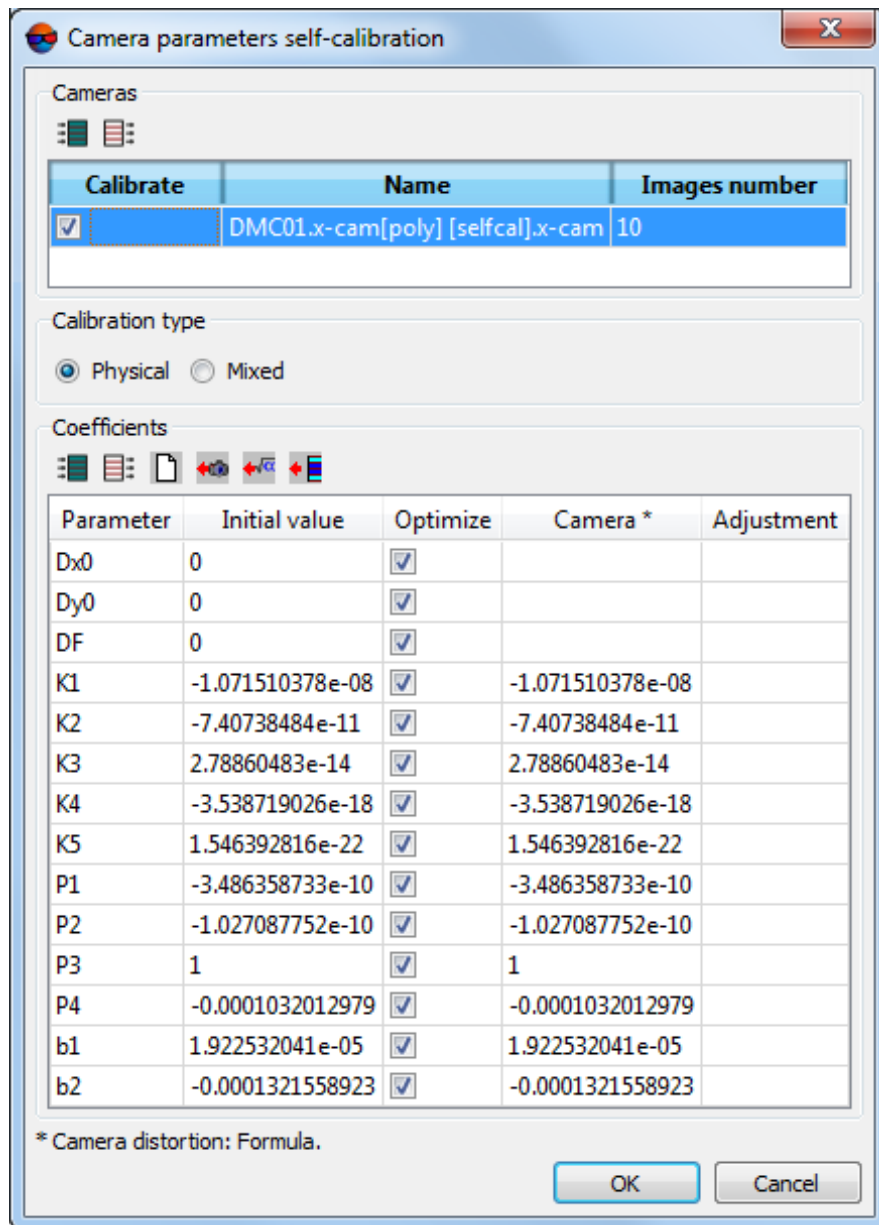 Camera parameters self-calibration
Cameras
Calibrate Name Images number
DMC01.x-cam[poly] [selfcal].x-cam 10
Calibration type
Physical Mixed
Coefficients
Parameter Initial value Optimize Camera * Adjustment
Dx0 0
Dy0 0
DF 0
K1 -1.071510378e-08 -1.071510378e-08
K2 -7.40738484e-11 -7.40738484e-11
K3 2.78860483e-14 2.78860483e-14
K4 -3.538719026e-18 -3.538719026e-18
K5 1.546392816e-22 1.546392816e-22
P1 -3.486358733e-10 -3.486358733e-10
P2 -1.027087752e-10 -1.027087752e-10
P3 1 1
P4 -0.0001032012979 -0.0001032012979
b1 1.922532041e-05 1.922532041e-05
b2 -0.0001321558923 -0.0001321558923
* Camera distortion: Formula.
OK Cancel